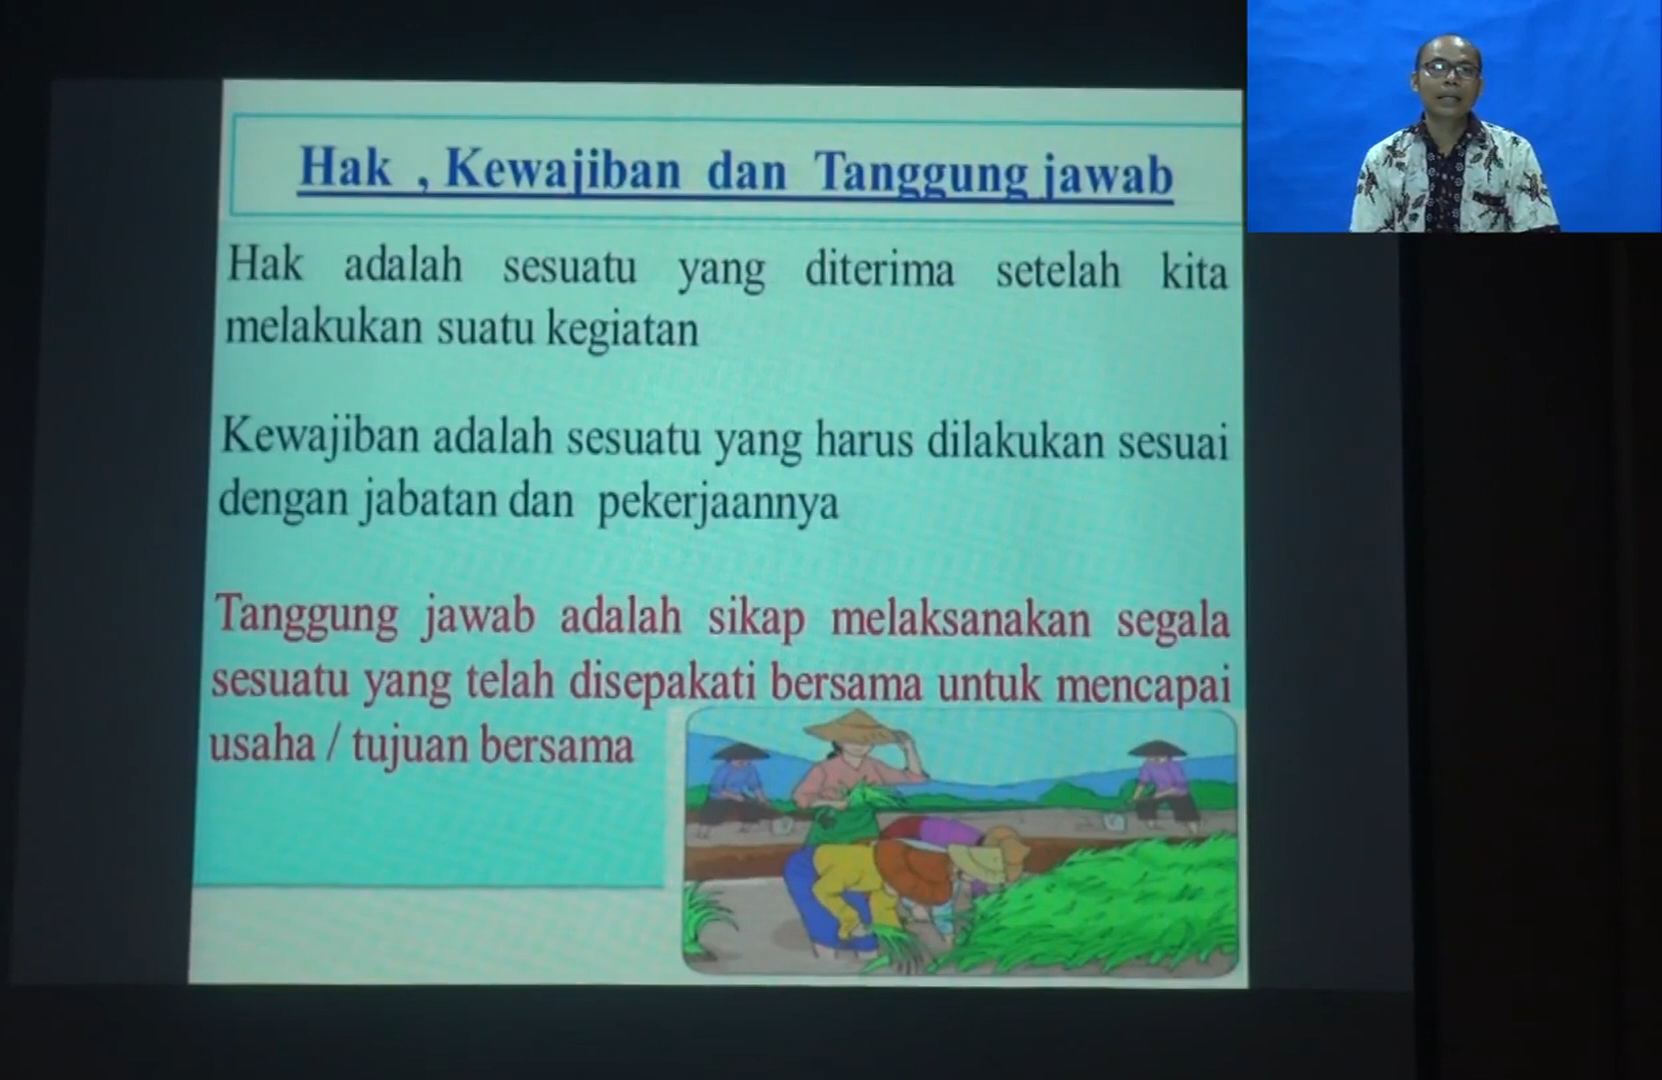 Hak , Kewajiban dan Tanggung jawab
Hak adalah sesuatu yang diterima setelah kita
melakukan suatu kegiatan
Kewajiban adalah sesuatu yang harus dilakukan sesuai
dengan jabatan dan pekerjaannya
Tanggung jawab adalah sikap melaksanakan segala
sesuatu yang telah disepakati bersama untuk mencapai
usaha / tujuan bersama